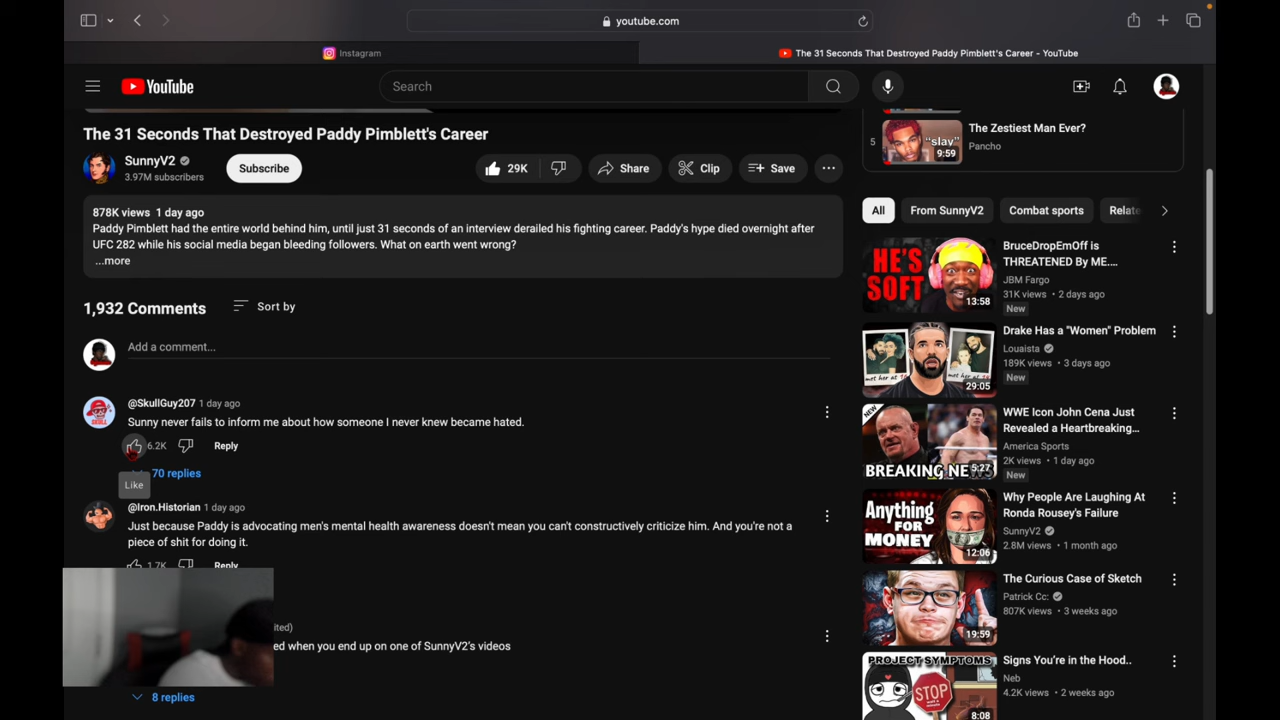 youtube.com
Instagram
The 31 Seconds That Destroyed Paddy Pimblett's Career - YouTube
YouTube
Search
The 31 Seconds That Destroyed Paddy Pimblett's Career
SunnyV2
3.97M subscribers
Subscribe
29K
Share
Clip
Save
878K views 1 day ago
Paddy Pimblett had the entire world behind him, until just 31 seconds of an interview derailed his fighting career. Paddy's hype died overnight after
UFC 282 while his social media began bleeding followers. What on earth went wrong?
...more
1,932 Comments
Sort by
Add a comment...
@SkullGuy207 1 day ago
Sunny never fails to inform me about how someone I never knew became hated.
6.2K
Reply
70 replies
Like
@Iron.Historian 1 day ago
Just because Paddy is advocating men's mental health awareness doesn't mean you can't constructively criticize him. And you're not a
piece of shit for doing it.
1.7K
Reply
ited)
ed when you end up on one of SunnyV2's videos
8 replies
5
"slay"
9:59
The Zestiest Man Ever?
Pancho
All
From SunnyV2
Combat sports
Relate
HE'S
SOFT
13:58
BruceDropEmOff is
THREATENED By ME....
JBM Fargo
31K views • 2 days ago
New
29:05
Drake Has a "Women" Problem
Louaista
189K views • 3 days ago
New
NEW
BREAKING NEWS
5:27
WWE Icon John Cena Just
Revealed a Heartbreaking...
America Sports
2K views • 1 day ago
New
Anything
FOR
MONEY
12:06
Why People Are Laughing At
Ronda Rousey's Failure
SunnyV2
2.8M views • 1 month ago
19:59
The Curious Case of Sketch
Patrick Cc:
807K views • 3 weeks ago
PROJECT SYMPTOMS
STOP
8:08
Signs You're in the Hood..
Neb
4.2K views • 2 weeks ago